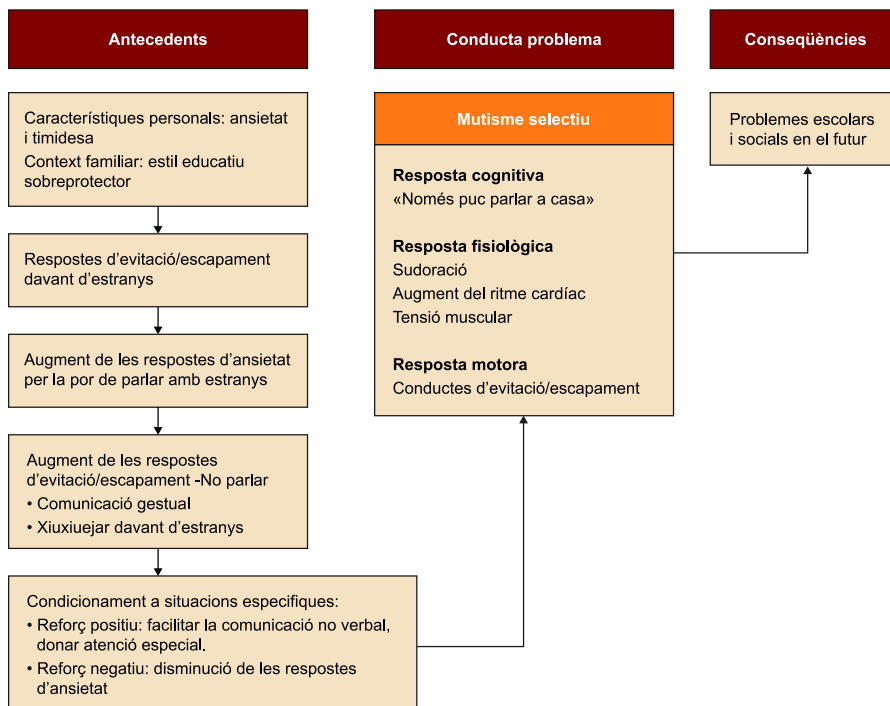 Antecedents
Característiques personals: ansietat
i timidesa
Context familiar: estil educatiu
sobreprotector
Respostes d’evitació/escapament
davant d’estranys
Augment de les respostes d’ansietat
per la por de parlar amb estranys
Augment de les respostes
d’evitació/escapament -No parlar
• Comunicació gestual
• Xiuxiuejar davant d’estranys
Condicionament a situacions especifiques:
• Reforç positiu: facilitar la comunicació no verbal,
donar atenció especial.
• Reforç negatiu: disminució de les respostes
d’ansietat
Conducta problema
Mutisme selectiu
Resposta cognitiva
«Només puc parlar a casa»
Resposta fisiològica
Sudoració
Augment del ritme cardíac
Tensió muscular
Resposta motora
Conductes d’evitació/escapament
Conseqüències
Problemes escolars
i socials en el futur